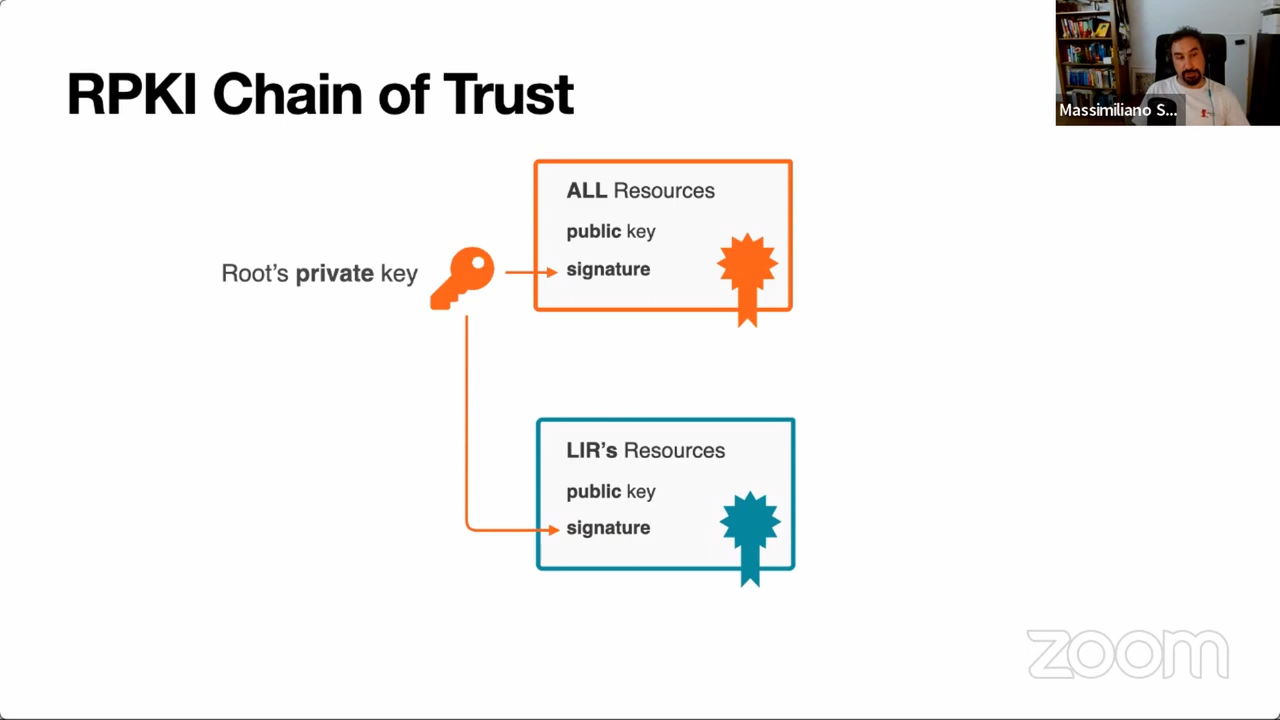 RPKI Chain of Trust
Massimiliano S...
ALL Resources
public key
signature
Root's private key
LIR's Resources
public key
signature
zoom